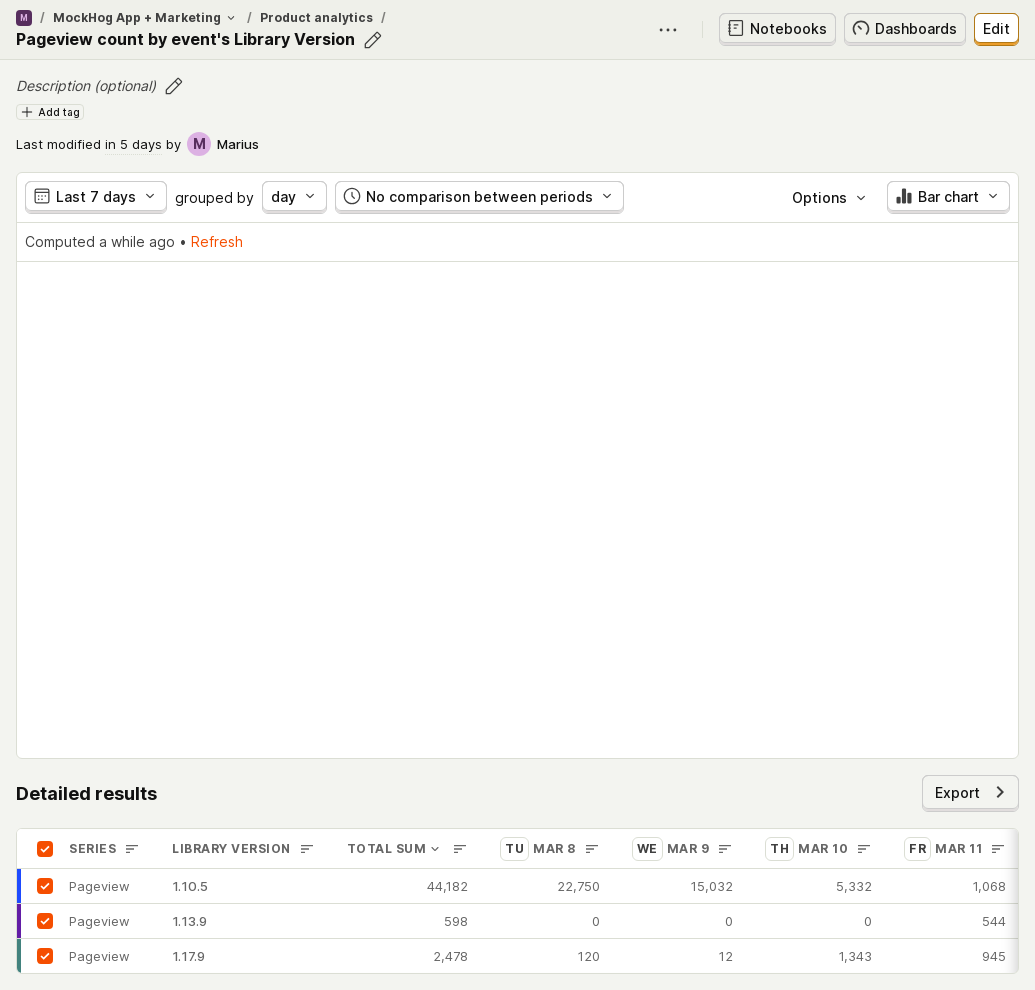 M / MockHog App + Marketing / Product analytics /
Pageview count by event's Library Version
Notebooks
Dashboards
Edit
Description (optional)
Add tag
Last modified in 5 days by M Marius
Last 7 days grouped by day No comparison between periods Options Bar chart
Computed a while ago • Refresh
Detailed results
Export
SERIES LIBRARY VERSION TOTAL SUM TU MAR 8 WE MAR 9 TH MAR 10 FR MAR 11
Pageview 1.10.5 44,182 22,750 15,032 5,332 1,068
Pageview 1.13.9 598 0 0 0 544
Pageview 1.17.9 2,478 120 12 1,343 945